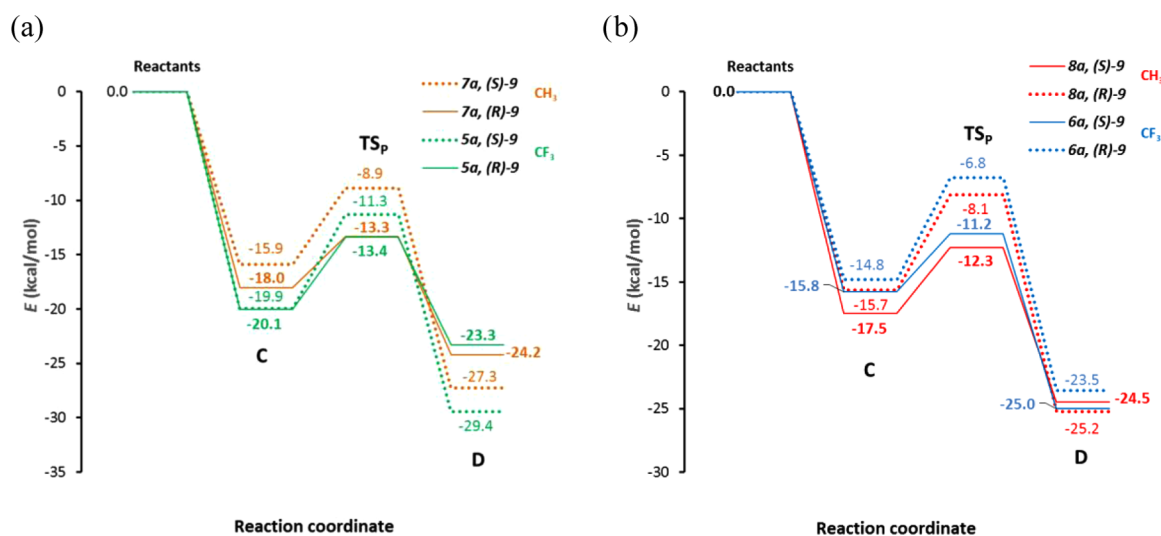 (a)
Reactants
7a, (S)-9
CH3
7a, (R)-9
5a, (S)-9
CF3
5a, (R)-9
TSP
0.0
0
-5
-10
-15
-20
-25
-30
-35
E (kcal/mol)
-8.9
-11.3
-13.3
-13.4
-15.9
-18.0
-19.9
-20.1
C
-23.3
-24.2
-27.3
-29.4
D
Reaction coordinate
(b)
Reactants
8a, (S)-9
CH3
8a, (R)-9
6a, (S)-9
CF3
6a, (R)-9
TSP
0.0
0
-5
-10
-15
-20
-25
-30
E (kcal/mol)
-6.8
-8.1
-11.2
-12.3
-14.8
-15.8
-15.7
-17.5
C
-23.5
-24.5
-25.0
-25.2
D
Reaction coordinate